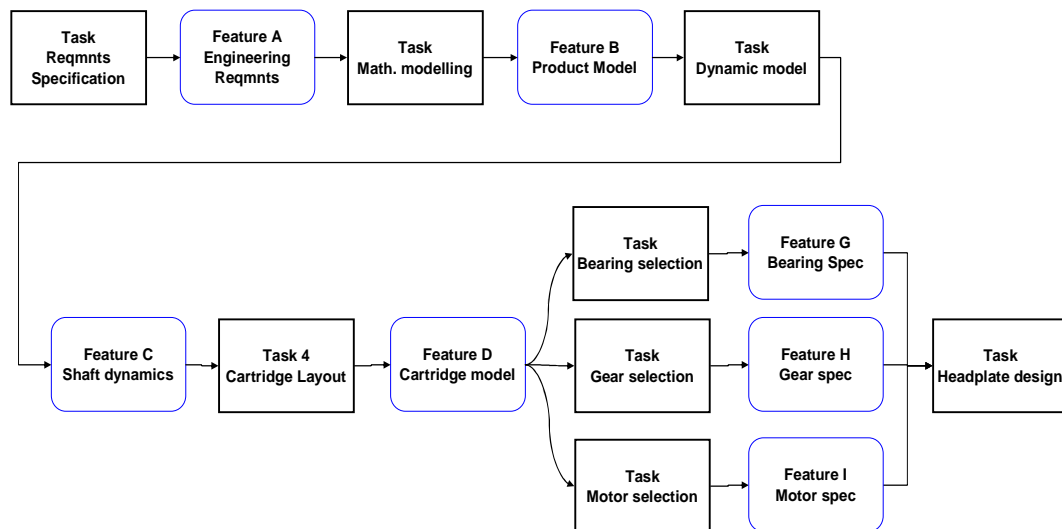 Task
Reqmnts
Specification
Feature A
Engineering
Reqmnts
Task
Math. modelling
Feature B
Product Model
Task
Dynamic model
Task
Bearing selection
Feature G
Bearing Spec
Feature C
Shaft dynamics
Task 4
Cartridge Layout
Feature D
Cartridge model
Task
Gear selection
Feature H
Gear spec
Task
Headplate design
Task
Motor selection
Feature I
Motor spec